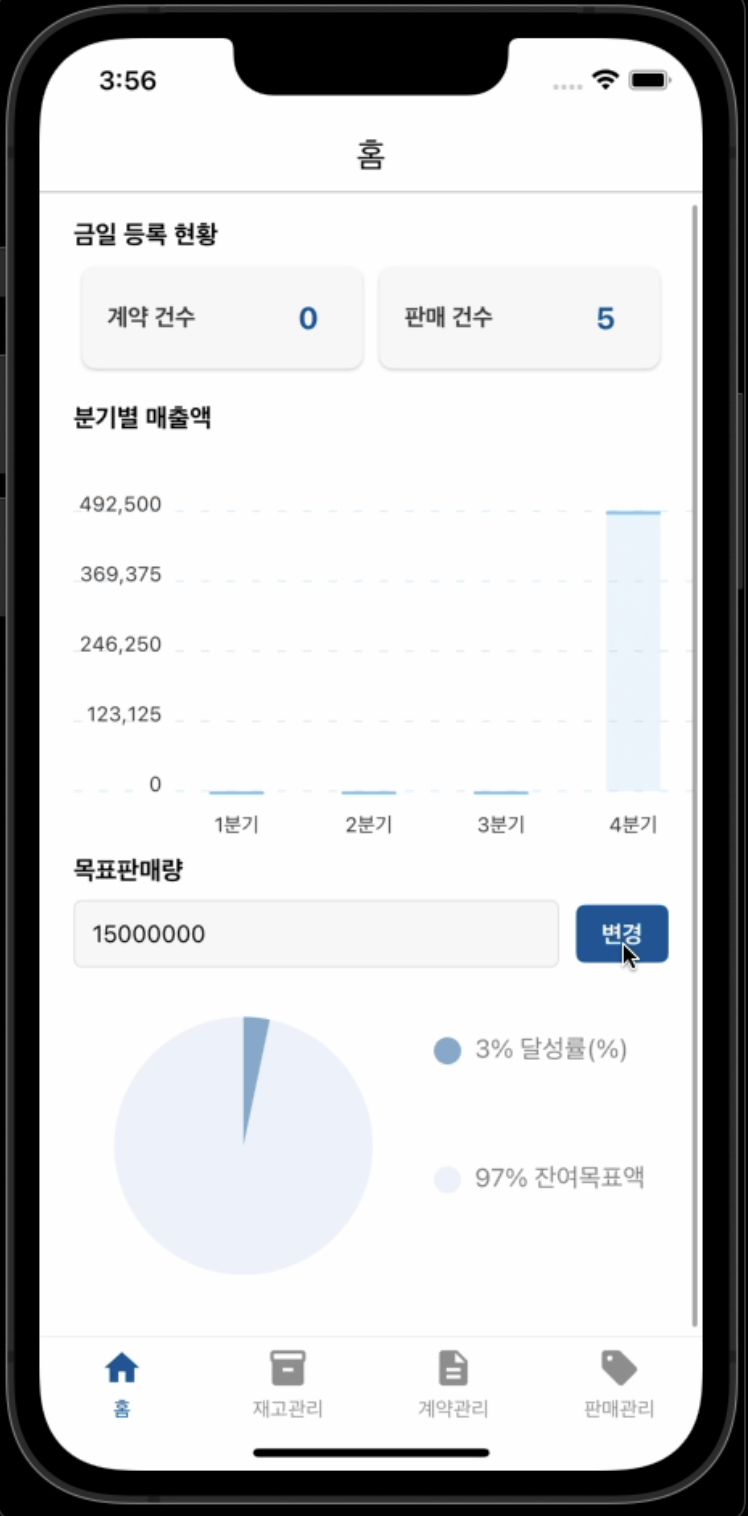 3:56
홈
금일 등록 현황
계약 건수 0 판매 건수 5
분기별 매출액
492,500
369,375
246,250
123,125
0
1분기 2분기 3분기 4분기
목표판매량
15000000 변경
3% 달성률(%)
97% 잔여목표액
홈 재고관리 계약관리 판매관리